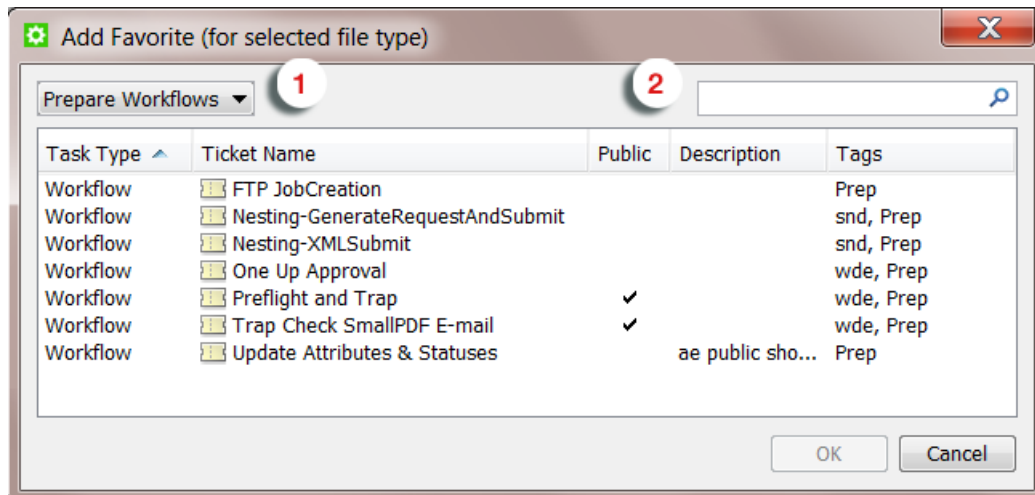 Add Favorite (for selected file type)
Prepare Workflows 1 2
Task Type Ticket Name Public Description Tags
Workflow FTP JobCreation Prep
Workflow Nesting-GenerateRequestAndSubmit snd, Prep
Workflow Nesting-XMLSubmit snd, Prep
Workflow One Up Approval wde, Prep
Workflow Preflight and Trap ✓ wde, Prep
Workflow Trap Check SmallPDF E-mail ✓ wde, Prep
Workflow Update Attributes & Statuses ae public sho... Prep
OK Cancel